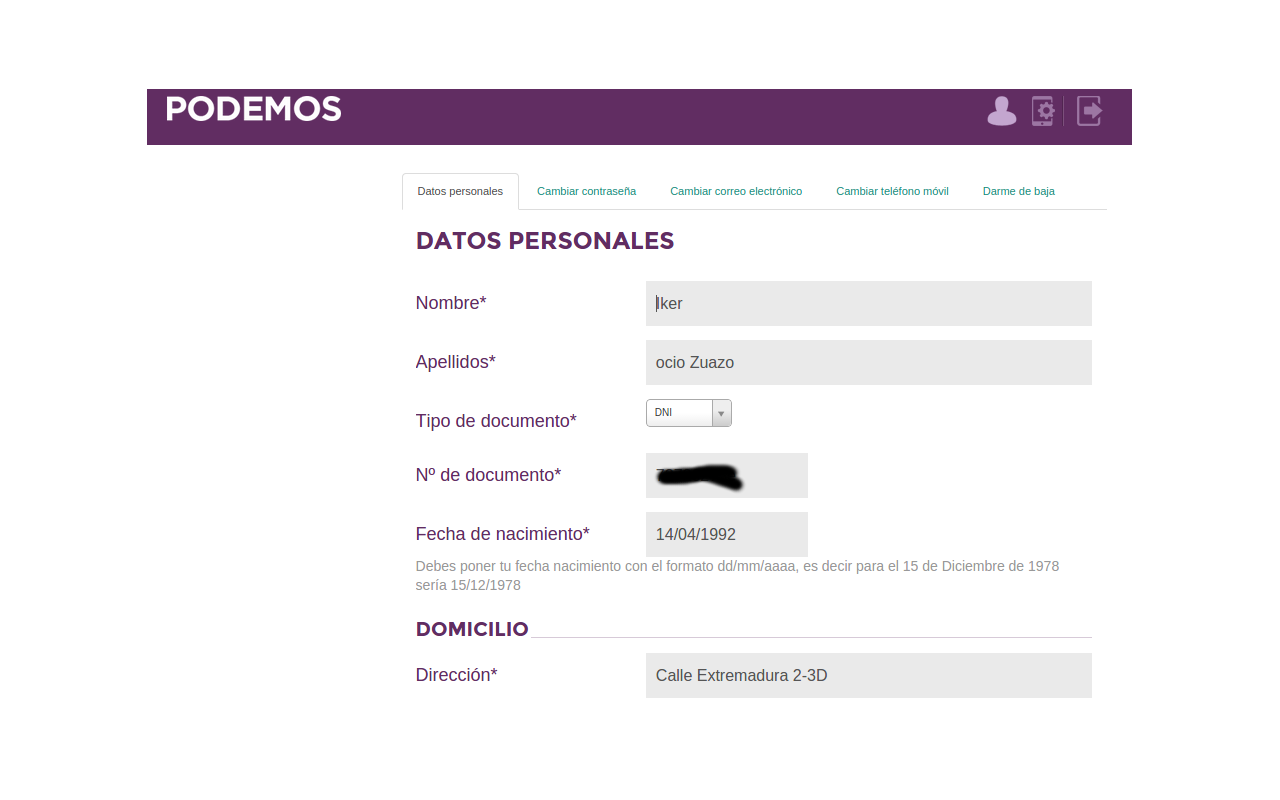 PODEMOS
Datos personales Cambiar contraseña Cambiar correo electrónico Cambiar teléfono móvil Darme de baja
DATOS PERSONALES
Nombre* Iker
Apellidos* ocio Zuazo
Tipo de documento* DNI
Nº de documento*
Fecha de nacimiento* 14/04/1992
Debes poner tu fecha nacimiento con el formato dd/mm/aaaa, es decir para el 15 de Diciembre de 1978
sería 15/12/1978
DOMICILIO
Dirección* Calle Extremadura 2-3D